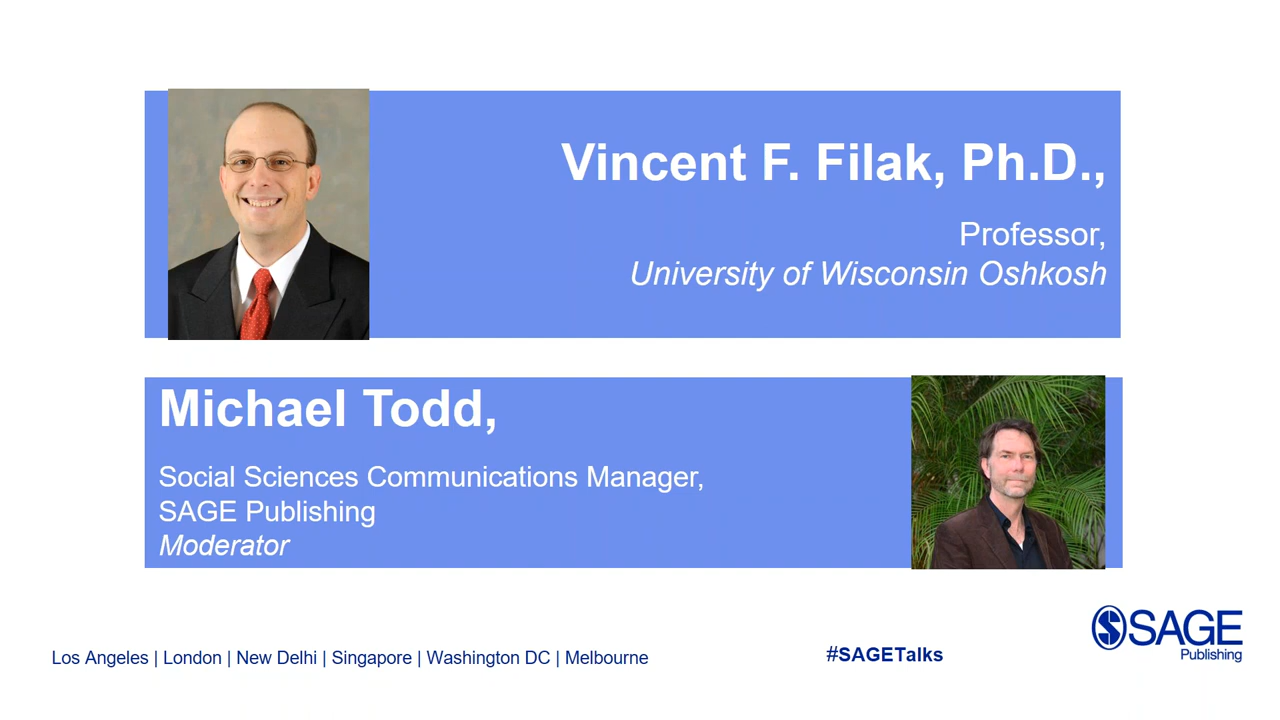 Vincent F. Filak, Ph.D.,
Professor,
University of Wisconsin Oshkosh
Michael Todd,
Social Sciences Communications Manager,
SAGE Publishing
Moderator
Los Angeles | London | New Delhi | Singapore | Washington DC | Melbourne
#SAGETalks
SAGE
Publishing